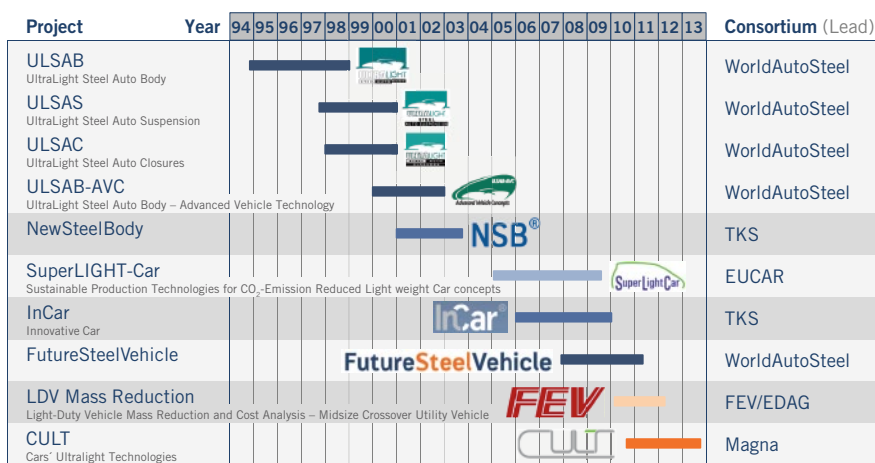 Project Year 94 95 96 97 98 99 00 01 02 03 04 05 06 07 08 09 10 11 12 13 Consortium (Lead)
ULSAB
UltraLight Steel Auto Body
WorldAutoSteel
ULSAS
UltraLight Steel Auto Suspension
WorldAutoSteel
ULSAC
UltraLight Steel Auto Closures
WorldAutoSteel
ULSAB-AVC
UltraLight Steel Auto Body – Advanced Vehicle Technology
ULSAB-AVC
Advanced Vehicle Concepts
WorldAutoSteel
NewSteelBody
NSB®
TKS
SuperLIGHT-Car
Sustainable Production Technologies for CO2-Emission Reduced Light weight Car concepts
SuperLightCar
EUCAR
InCar
Innovative Car
InCar®
TKS
FutureSteelVehicle
FutureSteelVehicle
WorldAutoSteel
LDV Mass Reduction
Light-Duty Vehicle Mass Reduction and Cost Analysis – Midsize Crossover Utility Vehicle
FEV
FEV/EDAG
CULT
Cars´ Ultralight Technologies
CULT
Magna